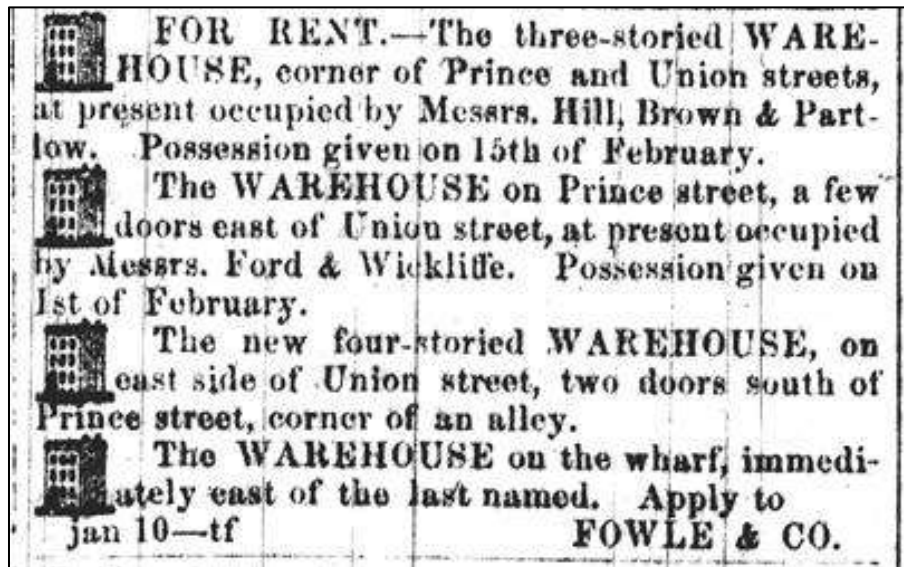 FOR RENT.—The three-storied WARE-
HOUSE, corner of Prince and Union streets,
at present occupied by Messrs. Hill, Brown & Part-
low. Possession given on 15th of February.
The WAREHOUSE on Prince street, a few
doors east of Union street, at present occupied
by Messrs. Ford & Wickliffe. Possession given on
1st of February.
The new four-storied WAREHOUSE, on
east side of Union street, two doors south of
Prince street, corner of an alley.
The WAREHOUSE on the wharf, immedi-
ately east of the last named. Apply to
jan 10—tf FOWLE & CO.